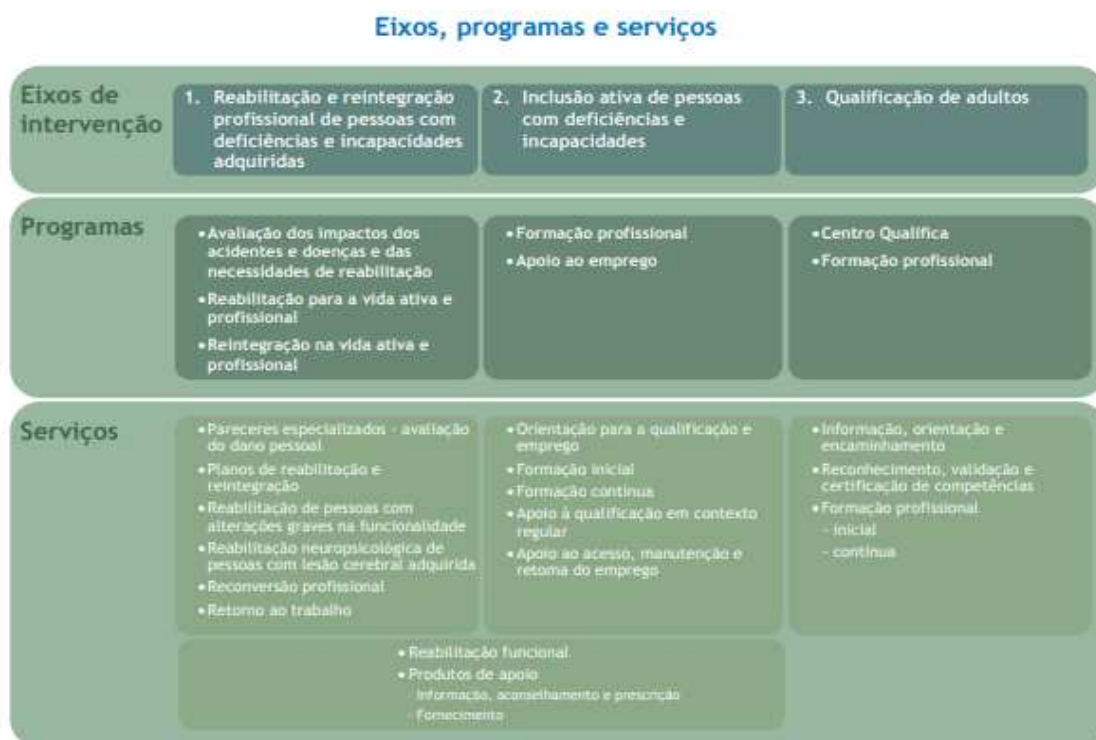 Eixos, programas e serviços
Eixos de
intervenção
1. Reabilitação e reintegração
profissional de pessoas com
deficiências e incapacidades
adquiridas
2. Inclusão ativa de pessoas
com deficiências e
incapacidades
3. Qualificação de adultos
Programas
•Avaliação dos impactos dos
acidentes e doenças e das
necessidades de reabilitação
•Reabilitação para a vida ativa e
profissional
•Reintegração na vida ativa e
profissional
•Formação profissional
•Apoio ao emprego
•Centro Qualifica
•Formação profissional
Serviços
•Pareceres especializados - avaliação
do dano pessoal
•Planos de reabilitação e
reintegração
•Reabilitação de pessoas com
alterações graves na funcionalidade
•Reabilitação neuropsicológica de
pessoas com lesão cerebral adquirida
•Reconversão profissional
•Retorno ao trabalho
•Orientação para a qualificação e
emprego
•Formação inicial
•Formação contínua
•Apoio à qualificação em contexto
regular
•Apoio ao acesso, manutenção e
retoma do emprego
•Informação, orientação e
encaminhamento
•Reconhecimento, validação e
certificação de competências
•Formação profissional
- inicial
- contínua
•Reabilitação funcional
•Produtos de apoio
- Informação, aconselhamento e prescrição
- Fornecimento